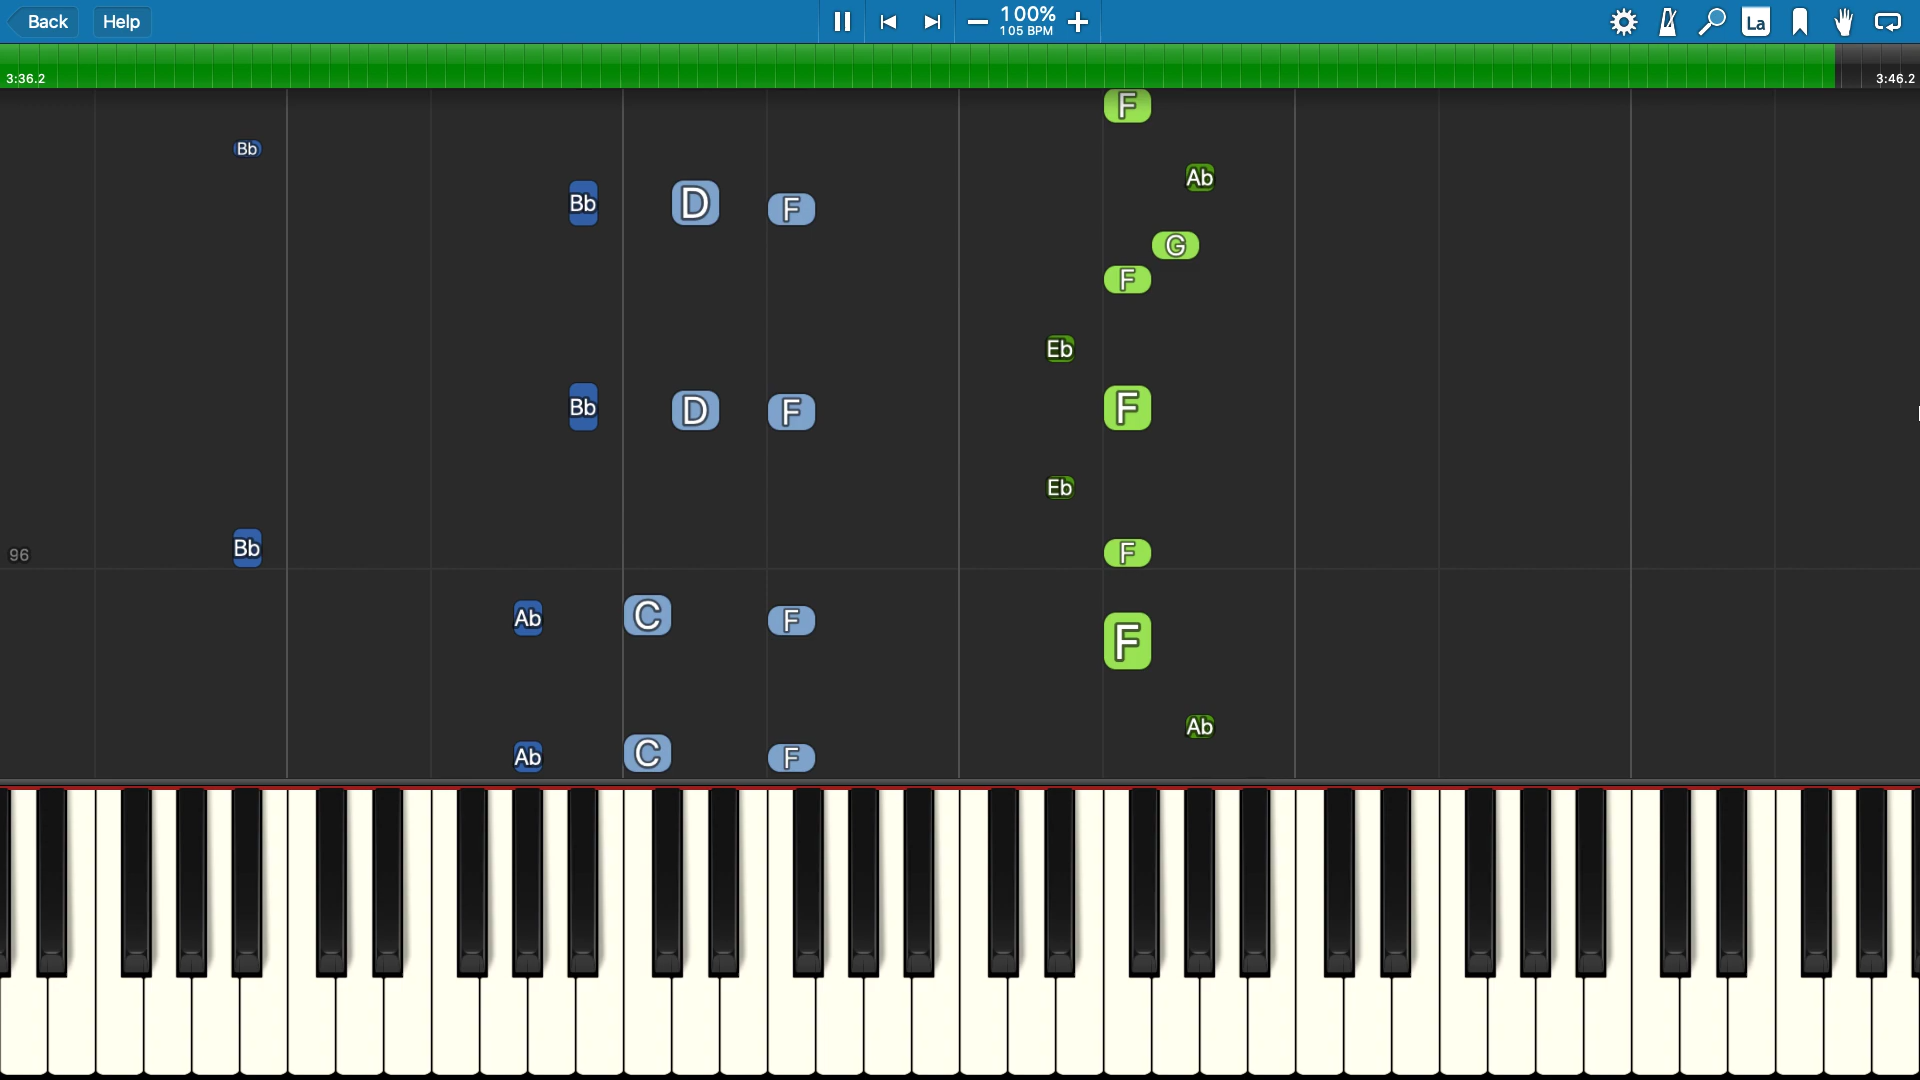 Back
Help
100%
105 BPM
La
3:36.2
3:46.2
F
Bb
Ab
Bb
D
F
G
F
Eb
Bb
D
F
F
Eb
Bb
96
F
Ab
C
F
F
Ab
Ab
C
F